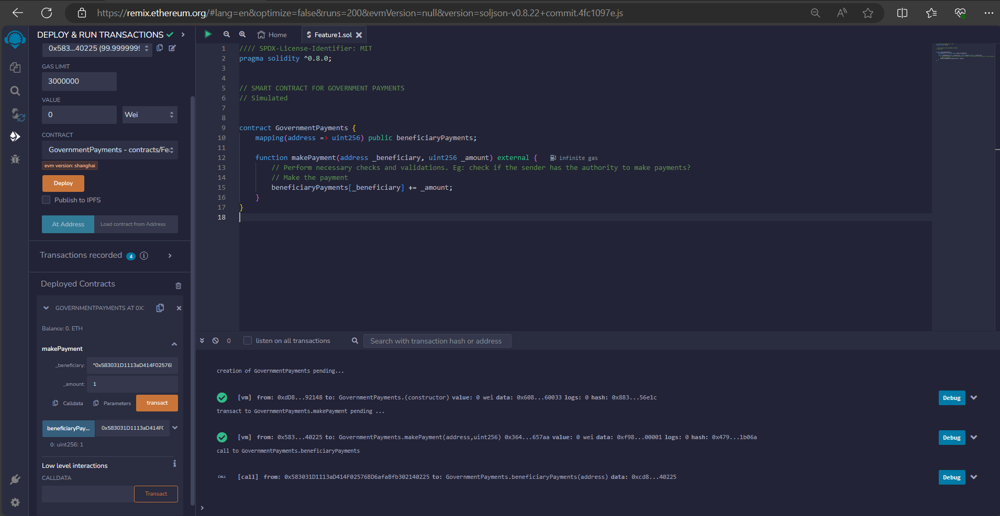 https://remix.ethereum.org/#lang=en&optimize=false&runs=200&evmVersion=null&version=soljson-v0.8.22+commit.4fc1097e.js
DEPLOY & RUN TRANSACTIONS
0x583...40225 (99.9999999
GAS LIMIT
3000000
VALUE
0
Wei
CONTRACT
GovernmentPayments - contracts/Fea
evm version: shanghai
Deploy
Publish to IPFS
At Address
Load contract from Address
Transactions recorded 4 i
Deployed Contracts
GOVERNMENTPAYMENTS AT 0X
Balance: 0. ETH
makePayment
_beneficiary:
"0x583031D1113aD414F02576
_amount:
1
Calldata
Parameters
transact
beneficiaryPay...
0x583031D1113aD414F
0: uint256: 1
Low level interactions
i
CALLDATA
Transact
Home
Feature1.sol
1 //// SPDX-License-Identifier: MIT
2 pragma solidity ^0.8.0;
3
4
5 // SMART CONTRACT FOR GOVERNMENT PAYMENTS
6 // Simulated
7
8
9 contract GovernmentPayments {
10 mapping(address => uint256) public beneficiaryPayments;
11
12 function makePayment(address _beneficiary, uint256 _amount) external { infinite gas
13 // Perform necessary checks and validations. Eg: check if the sender has the authority to make payments?
14 // Make the payment
15 beneficiaryPayments[_beneficiary] += _amount;
16 }
17 }
18
0
listen on all transactions
Search with transaction hash or address
creation of GovernmentPayments pending...
[vm] from: 0xdD8...92148 to: GovernmentPayments.(constructor) value: 0 wei data: 0x608...60033 logs: 0 hash: 0x883...56e1c
Debug
transact to GovernmentPayments.makePayment pending ...
[vm] from: 0x583...40225 to: GovernmentPayments.makePayment(address,uint256) 0x364...657aa value: 0 wei data: 0xf98...00001 logs: 0 hash: 0x479...1b06a
Debug
call to GovernmentPayments.beneficiaryPayments
CALL [call] from: 0x583031D1113aD414F02576BD6afaBfb302140225 to: GovernmentPayments.beneficiaryPayments(address) data: 0xcd8...40225
Debug
>